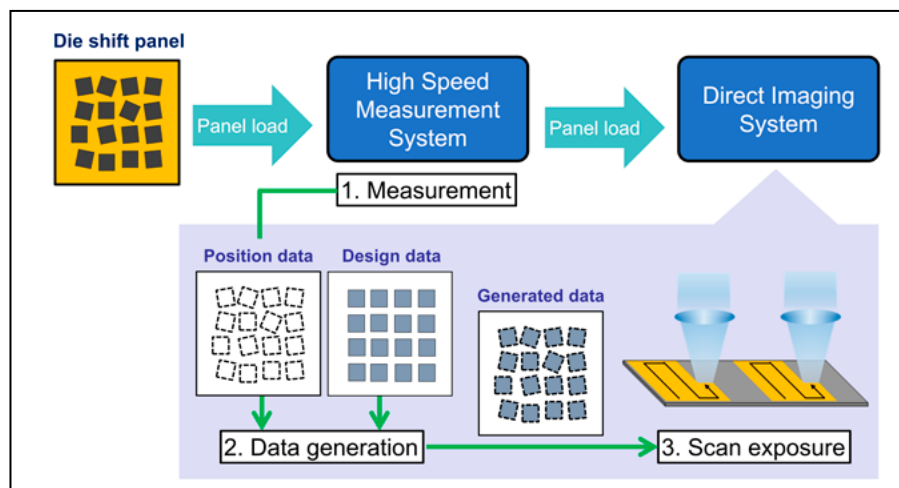 Die shift panel
Panel load
High Speed
Measurement
System
Panel load
Direct Imaging
System
1. Measurement
Position data
Design data
Generated data
2. Data generation
3. Scan exposure